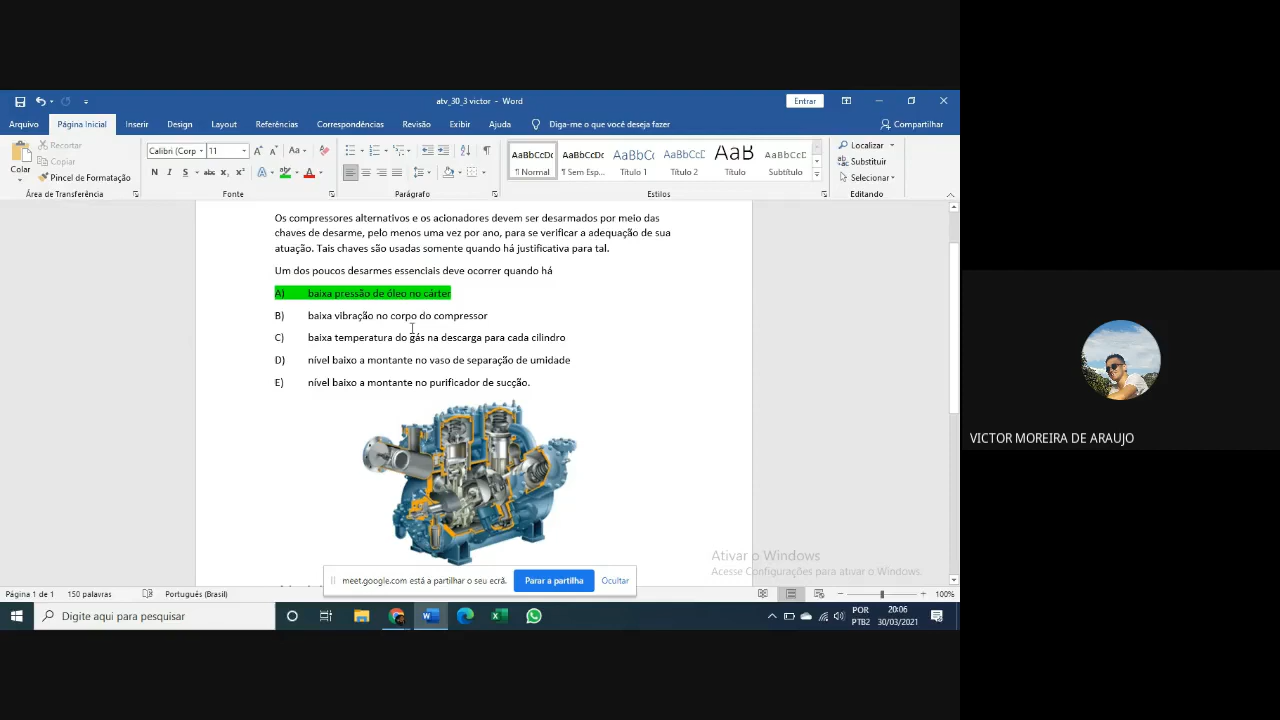 atv_30_3 victor - Word
Entrar
Arquivo
Página Inicial
Inserir
Design
Layout
Referências
Correspondências
Revisão
Exibir
Ajuda
Diga-me o que você deseja fazer
Compartilhar
Colar
Recortar
Copiar
Pincel de Formatação
Área de Transferência
Calibri (Corp
11
Fonte
Parágrafo
AaBbCcDc
¶ Normal
AaBbCcDc
¶ Sem Esp...
AaBbCc
Título 1
AaBbCcD
Título 2
AaB
Título
AaBbCcD
Subtítulo
Estilos
Localizar
Substituir
Selecionar
Editando
Os compressores alternativos e os acionadores devem ser desarmados por meio das
chaves de desarme, pelo menos uma vez por ano, para se verificar a adequação de sua
atuação. Tais chaves são usadas somente quando há justificativa para tal.
Um dos poucos desarmes essenciais deve ocorrer quando há
A) baixa pressão de óleo no cárter
B) baixa vibração no corpo do compressor
C) baixa temperatura do gás na descarga para cada cilindro
D) nível baixo a montante no vaso de separação de umidade
E) nível baixo a montante no purificador de sucção.
VICTOR MOREIRA DE ARAUJO
Ativar o Windows
Acesse Configurações para ativar o Windows.
meet.google.com está a partilhar o seu ecrã.
Parar a partilha
Ocultar
Página 1 de 1
150 palavras
Português (Brasil)
100%
Digite aqui para pesquisar
POR
PTB2
20:06
30/03/2021